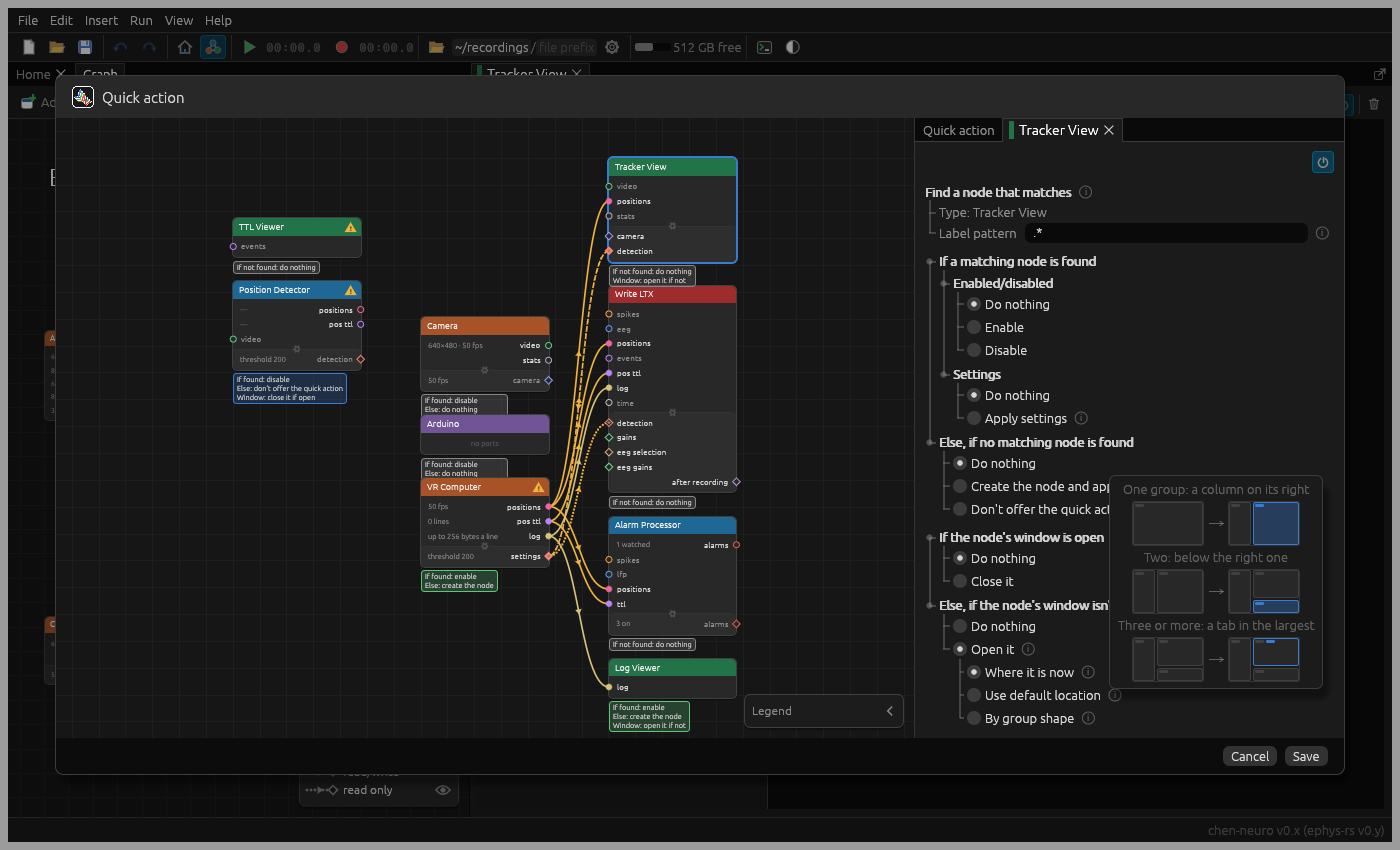 File Edit Insert Run View Help
00:00.0 00:00.0 ~/recordings/file prefix 512 GB free
Home Graph Tracker View
Quick action
Quick action Tracker View
TTL Viewer
events
If not found: do nothing
Position Detector
positions
pos ttl
video
threshold 200 detection
If found: disable
Else: don't offer the quick action
Window: close it if open
Camera
640×480 · 50 fps video
stats
50 fps camera
If found: disable
Else: do nothing
Arduino
no ports
If found: disable
Else: do nothing
VR Computer
50 fps positions
0 lines pos ttl
up to 256 bytes a line log
threshold 200 settings
If found: enable
Else: create the node
Tracker View
video
positions
stats
camera
detection
If not found: do nothing
Window: open it if not
Write LTX
spikes
eeg
positions
events
pos ttl
log
time
detection
gains
eeg selection
eeg gains
after recording
If not found: do nothing
Alarm Processor
1 watched alarms
spikes
lfp
positions
ttl
3 on alarms
If not found: do nothing
Log Viewer
log
If found: enable
Else: create the node
Window: open it if not
Legend
Find a node that matches
Type: Tracker View
Label pattern .*
If a matching node is found
Enabled/disabled
Do nothing
Enable
Disable
Settings
Do nothing
Apply settings
Else, if no matching node is found
Do nothing
Create the node and
Don't offer the quick
If the node's window is open
Do nothing
Close it
Else, if the node's window
Do nothing
Open it
Where it is now
Use default location
By group shape
One group: a column on its right
Two: below the right one
Three or more: a tab in the largest
Cancel Save
read only
chen-neuro v0.x (ephys-rs v0.y)